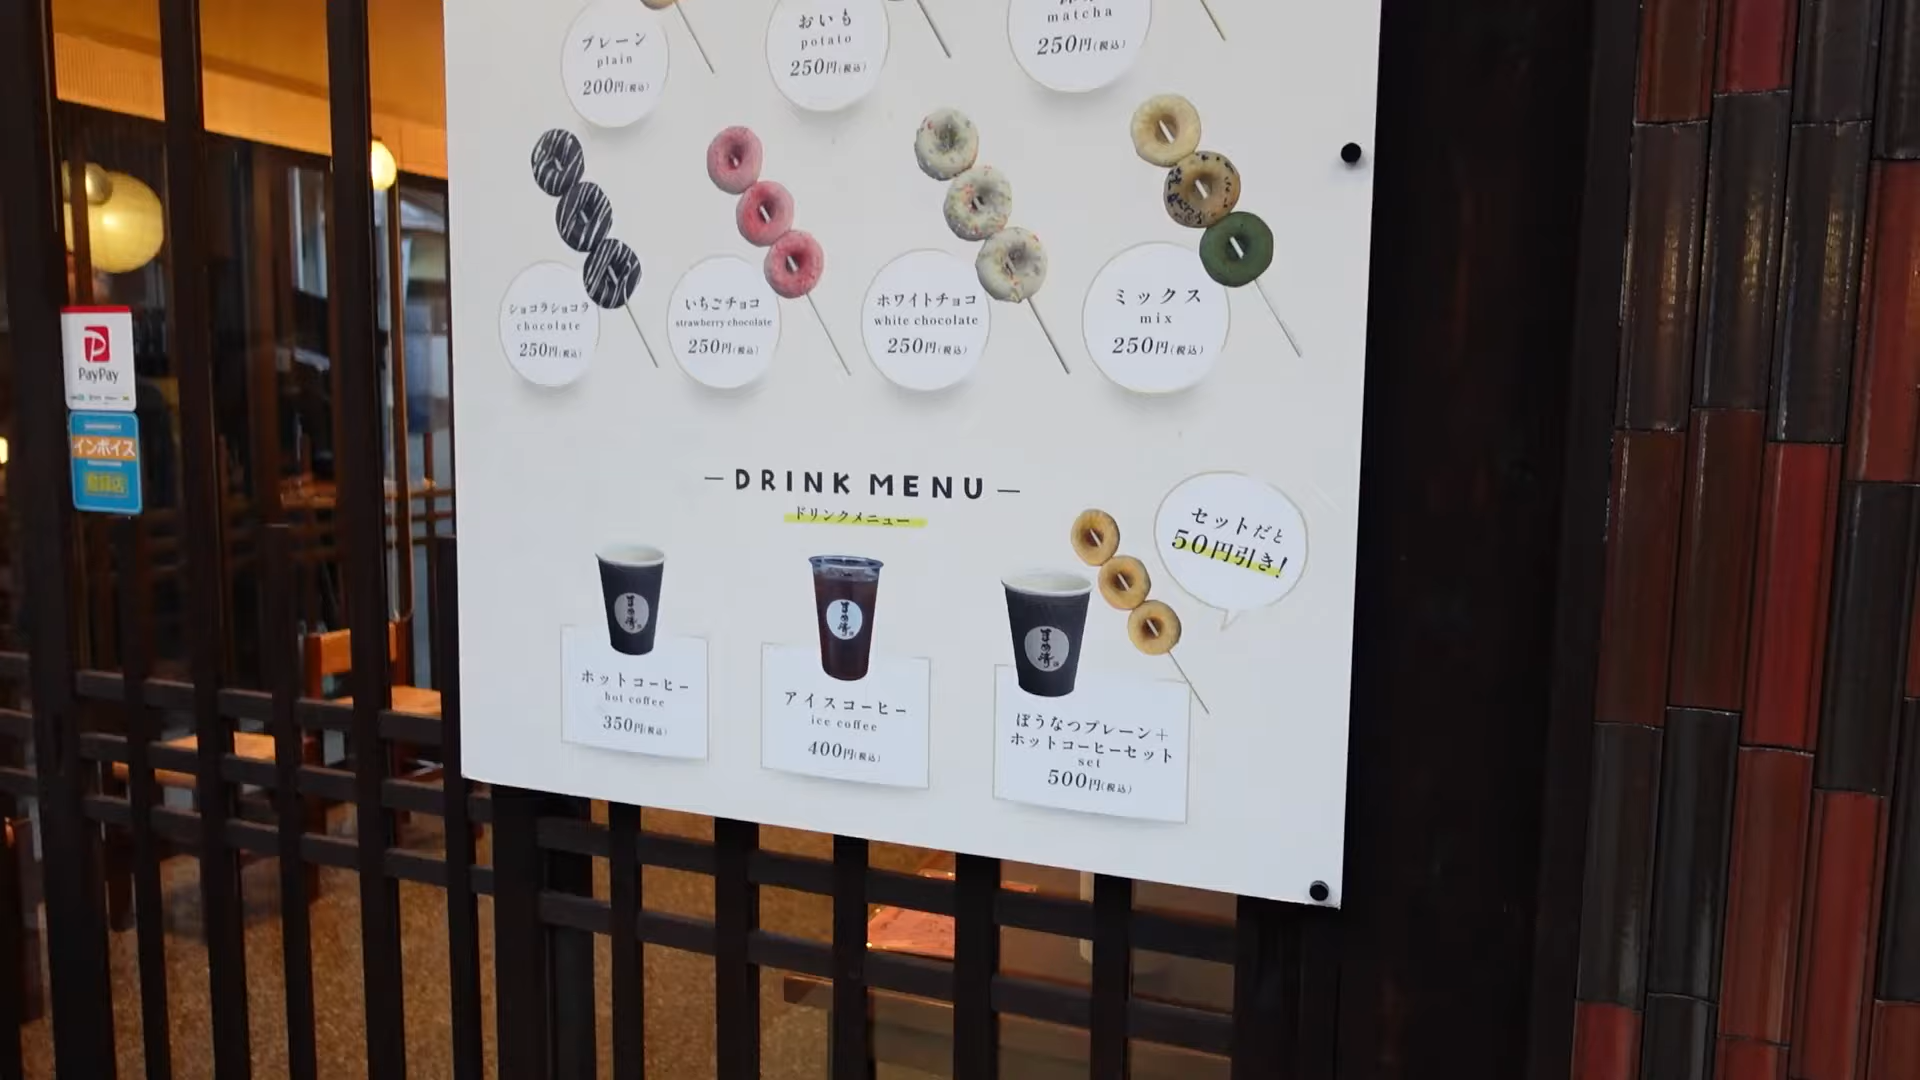 プレーン
plain
200円(税込)
おいも
potato
250円(税込)
matcha
250円(税込)
ショコラショコラ
chocolate
250円(税込)
いちごチョコ
strawberry chocolate
250円(税込)
ホワイトチョコ
white chocolate
250円(税込)
ミックス
mix
250円(税込)
PayPay
インボイス
登録店
DRINK MENU
ドリンクメニュー
セットだと
50円引き!
ホットコーヒー
hot coffee
350円(税込)
アイスコーヒー
ice coffee
400円(税込)
ぼうなつプレーン+
ホットコーヒーセット
set
500円(税込)